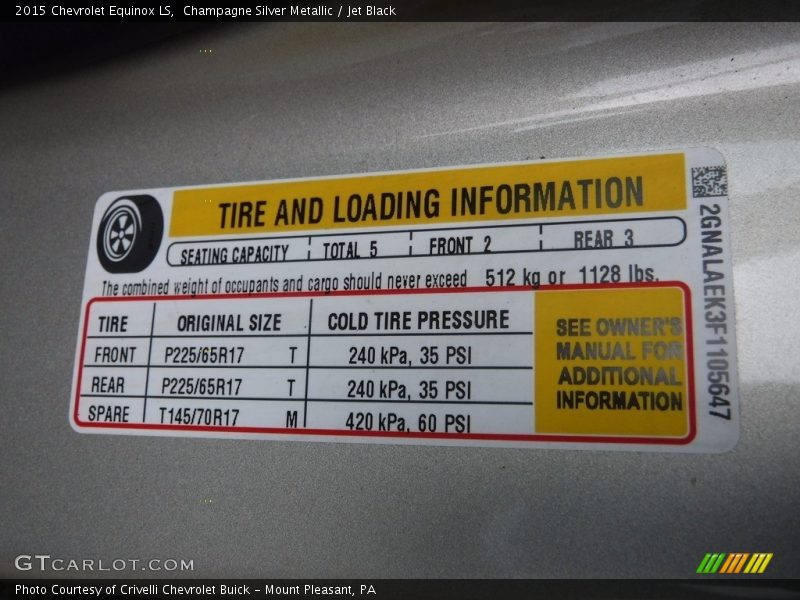 2015 Chevrolet Equinox LS,  Champagne Silver Metallic / Jet Black
TIRE AND LOADING INFORMATION
SEATING CAPACITY TOTAL 5 FRONT 2 REAR 3
The combined weight of occupants and cargo should never exceed 512 kg or 1128 lbs.
TIRE ORIGINAL SIZE COLD TIRE PRESSURE
FRONT P225/65R17 T 240 kPa, 35 PSI
REAR P225/65R17 T 240 kPa, 35 PSI
SPARE T145/70R17 M 420 kPa, 60 PSI
SEE OWNER'S
MANUAL FOR
ADDITIONAL
INFORMATION
2GNALAEK3F1105647
GTCARLOT.COM
Photo Courtesy of Crivelli Chevrolet Buick - Mount Pleasant, PA